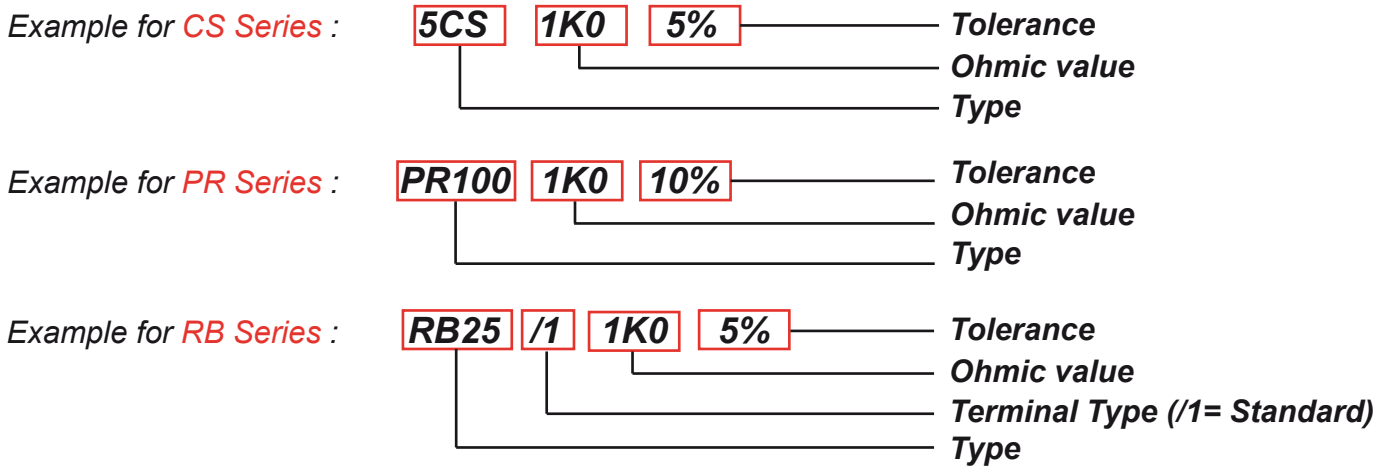 Example for CS Series : 5CS 1K0 5% Tolerance
Ohmic value
Type
Example for PR Series : PR100 1K0 10% Tolerance
Ohmic value
Type
Example for RB Series : RB25 /1 1K0 5% Tolerance
Ohmic value
Terminal Type (/1= Standard)
Type